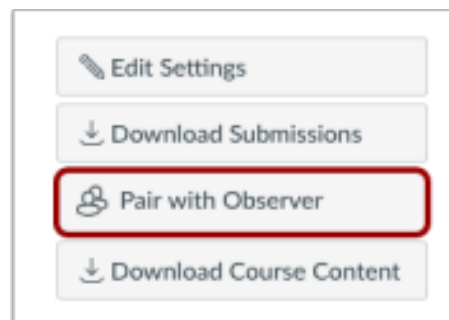 Edit Settings
Download Submissions
Pair with Observer
Download Course Content